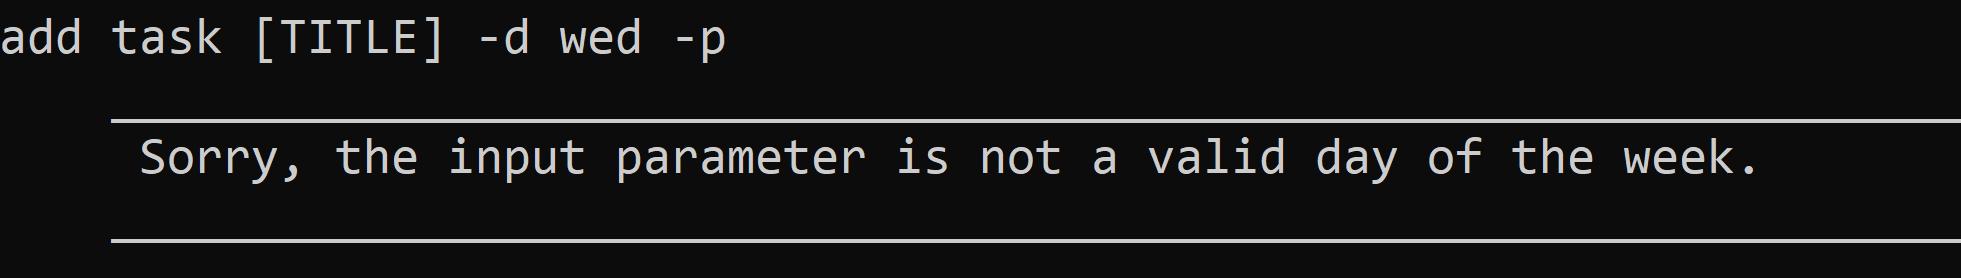 add task [TITLE] -d wed -p
Sorry, the input parameter is not a valid day of the week.